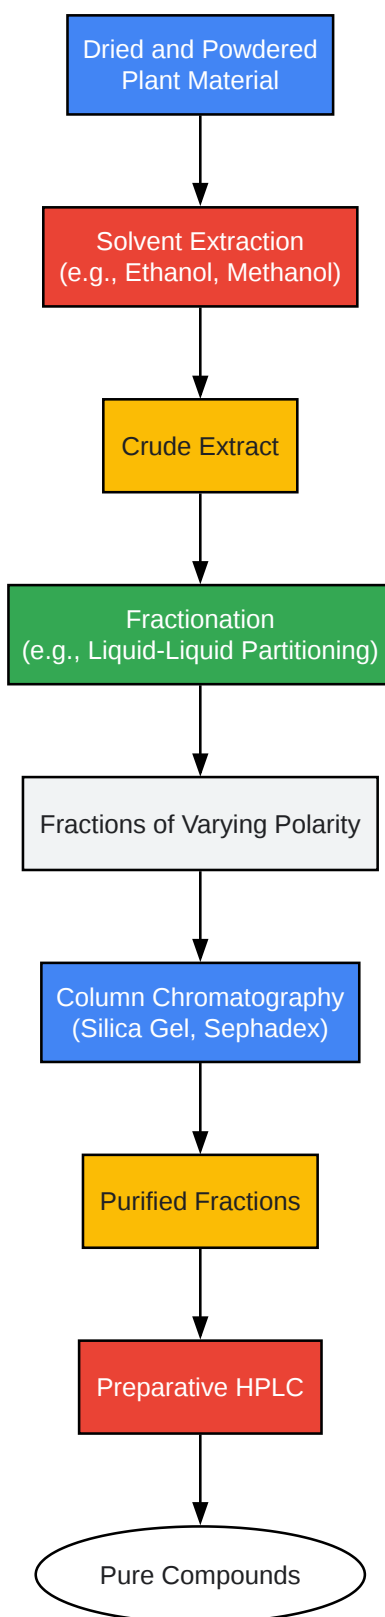 Dried and Powdered
Plant Material
Solvent Extraction
(e.g., Ethanol, Methanol)
Crude Extract
Fractionation
(e.g., Liquid-Liquid Partitioning)
Fractions of Varying Polarity
Column Chromatography
(Silica Gel, Sephadex)
Purified Fractions
Preparative HPLC
Pure Compounds